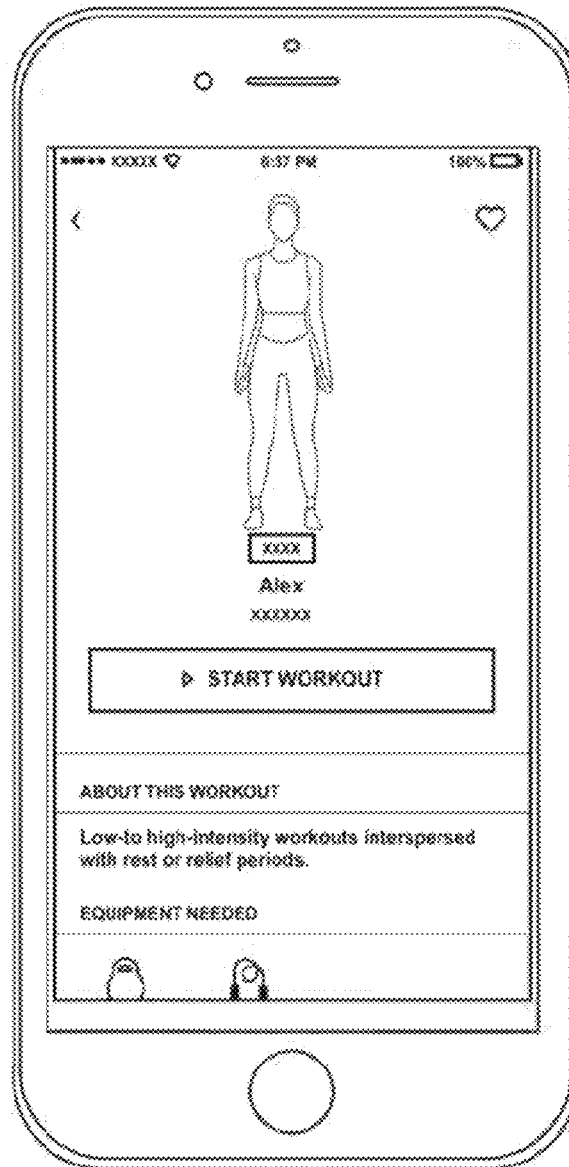 XXXXX 6:37 PM 100%
XXXX
Alex
XXXXXX
START WORKOUT
ABOUT THIS WORKOUT
Low-to high-intensity workouts interspersed
with rest or relief periods.
EQUIPMENT NEEDED